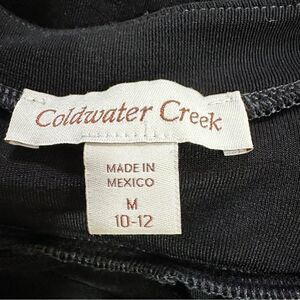 Coldwater Creek
MADE IN
MEXICO
M
10-12